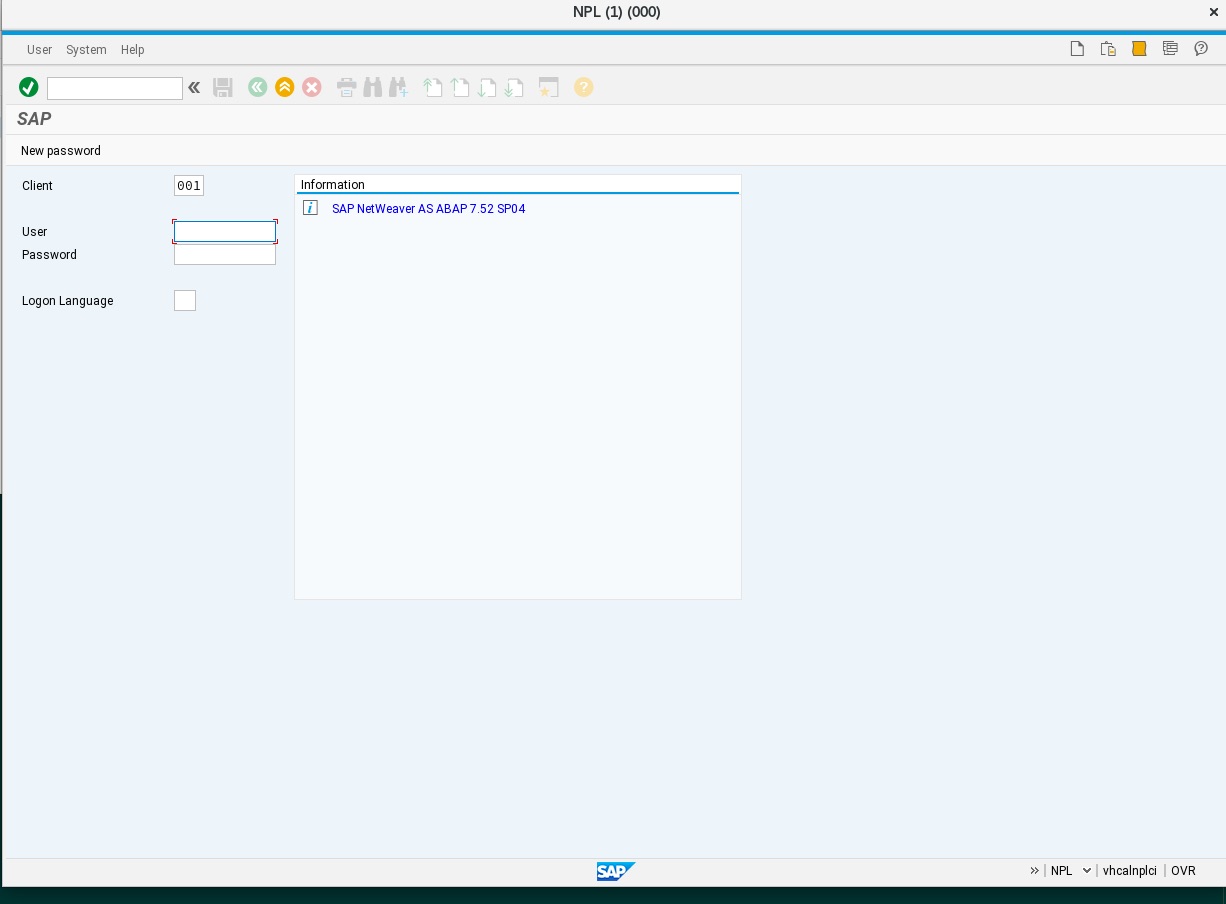 NPL (1) (000)
User System Help
SAP
New password
Client 001
User
Password
Logon Language
Information
SAP NetWeaver AS ABAP 7.52 SP04
SAP
NPL vhcalnplci OVR